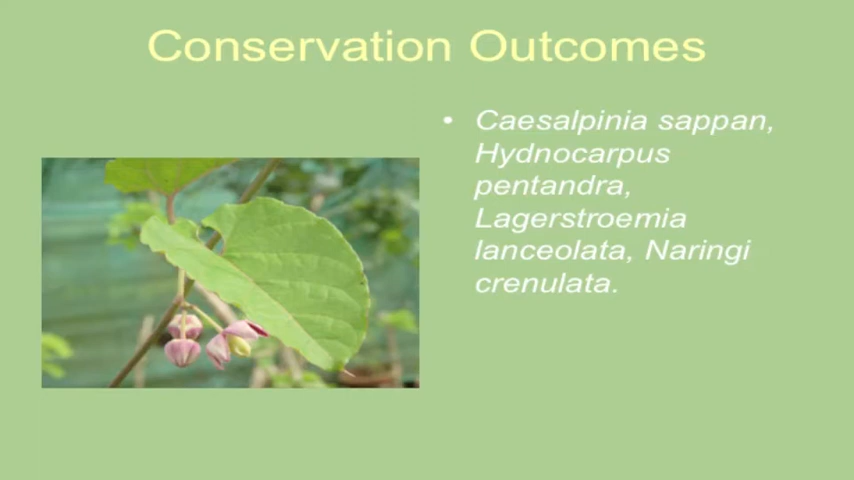 Conservation Outcomes
• Caesalpinia sappan,
Hydnocarpus
pentandra,
Lagerstroemia
lanceolata, Naringi
crenulata.